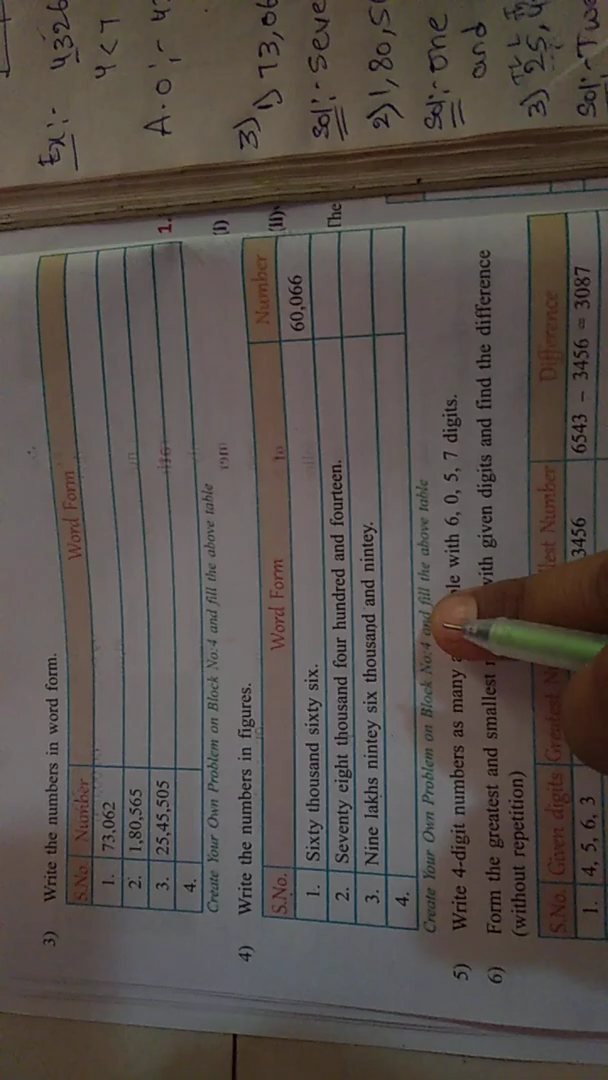 3) Write the numbers in word form.
S.No Number Word Form
1. 73,062
2. 1,80,565
3. 25,45,505
4.
Create Your Own Problem on Block No:4 and fill the above table
4) Write the numbers in figures.
S.No. Word Form Number
1. Sixty thousand sixty six. 60,066
2. Seventy eight thousand four hundred and fourteen.
3. Nine lakhs nintey six thousand and nintey.
4.
Create Your Own Problem on Block No:4 and fill the above table
5) Write 4-digit numbers as many with 6, 0, 5, 7 digits.
6) Form the greatest and smallest with given digits and find the difference
(without repetition)
S.No. Given digits Greatest Number Difference
1. 4, 5, 6, 3 3456 6543 − 3456 = 3087
1.
(I)
(II)
The
Ex:- 4326
4<7
A.O:-
3) 1) 73,06
Sol:- Seve
2) 1,80,5
Sol:- One
and
3) 25,4
Sol:- Twe